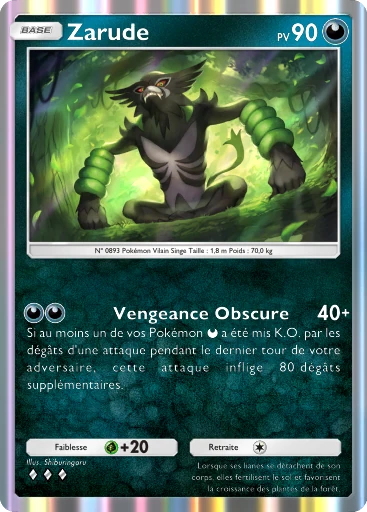 BASE Zarude PV 90
N° 0893 Pokémon Vilain Singe Taille : 1,8 m Poids : 70,0 kg
Vengeance Obscure 40+
Si au moins un de vos Pokémon a été mis K.O. par les
dégâts d'une attaque pendant le dernier tour de votre
adversaire, cette attaque inflige 80 dégâts
supplémentaires.
Faiblesse +20 Retraite
Illus. Shiburingaru
Lorsque ses lianes se détachent de son
corps, elles fertilisent le sol et favorisent
la croissance des plantes de la forêt.